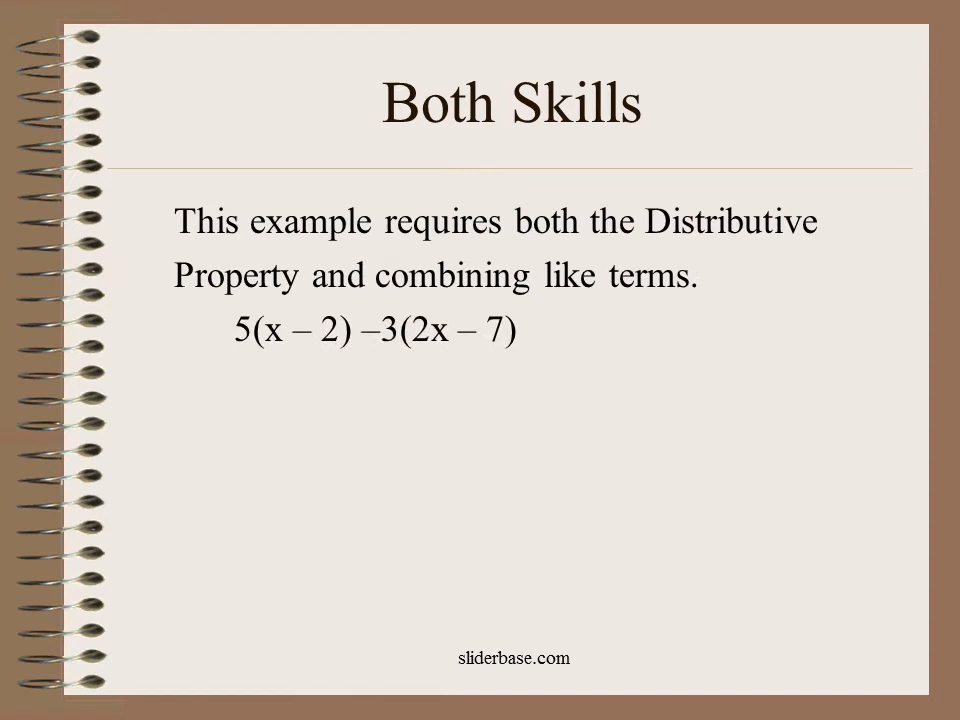 Both Skills
This example requires both the Distributive
Property and combining like terms.
5(x – 2) –3(2x – 7)
sliderbase.com